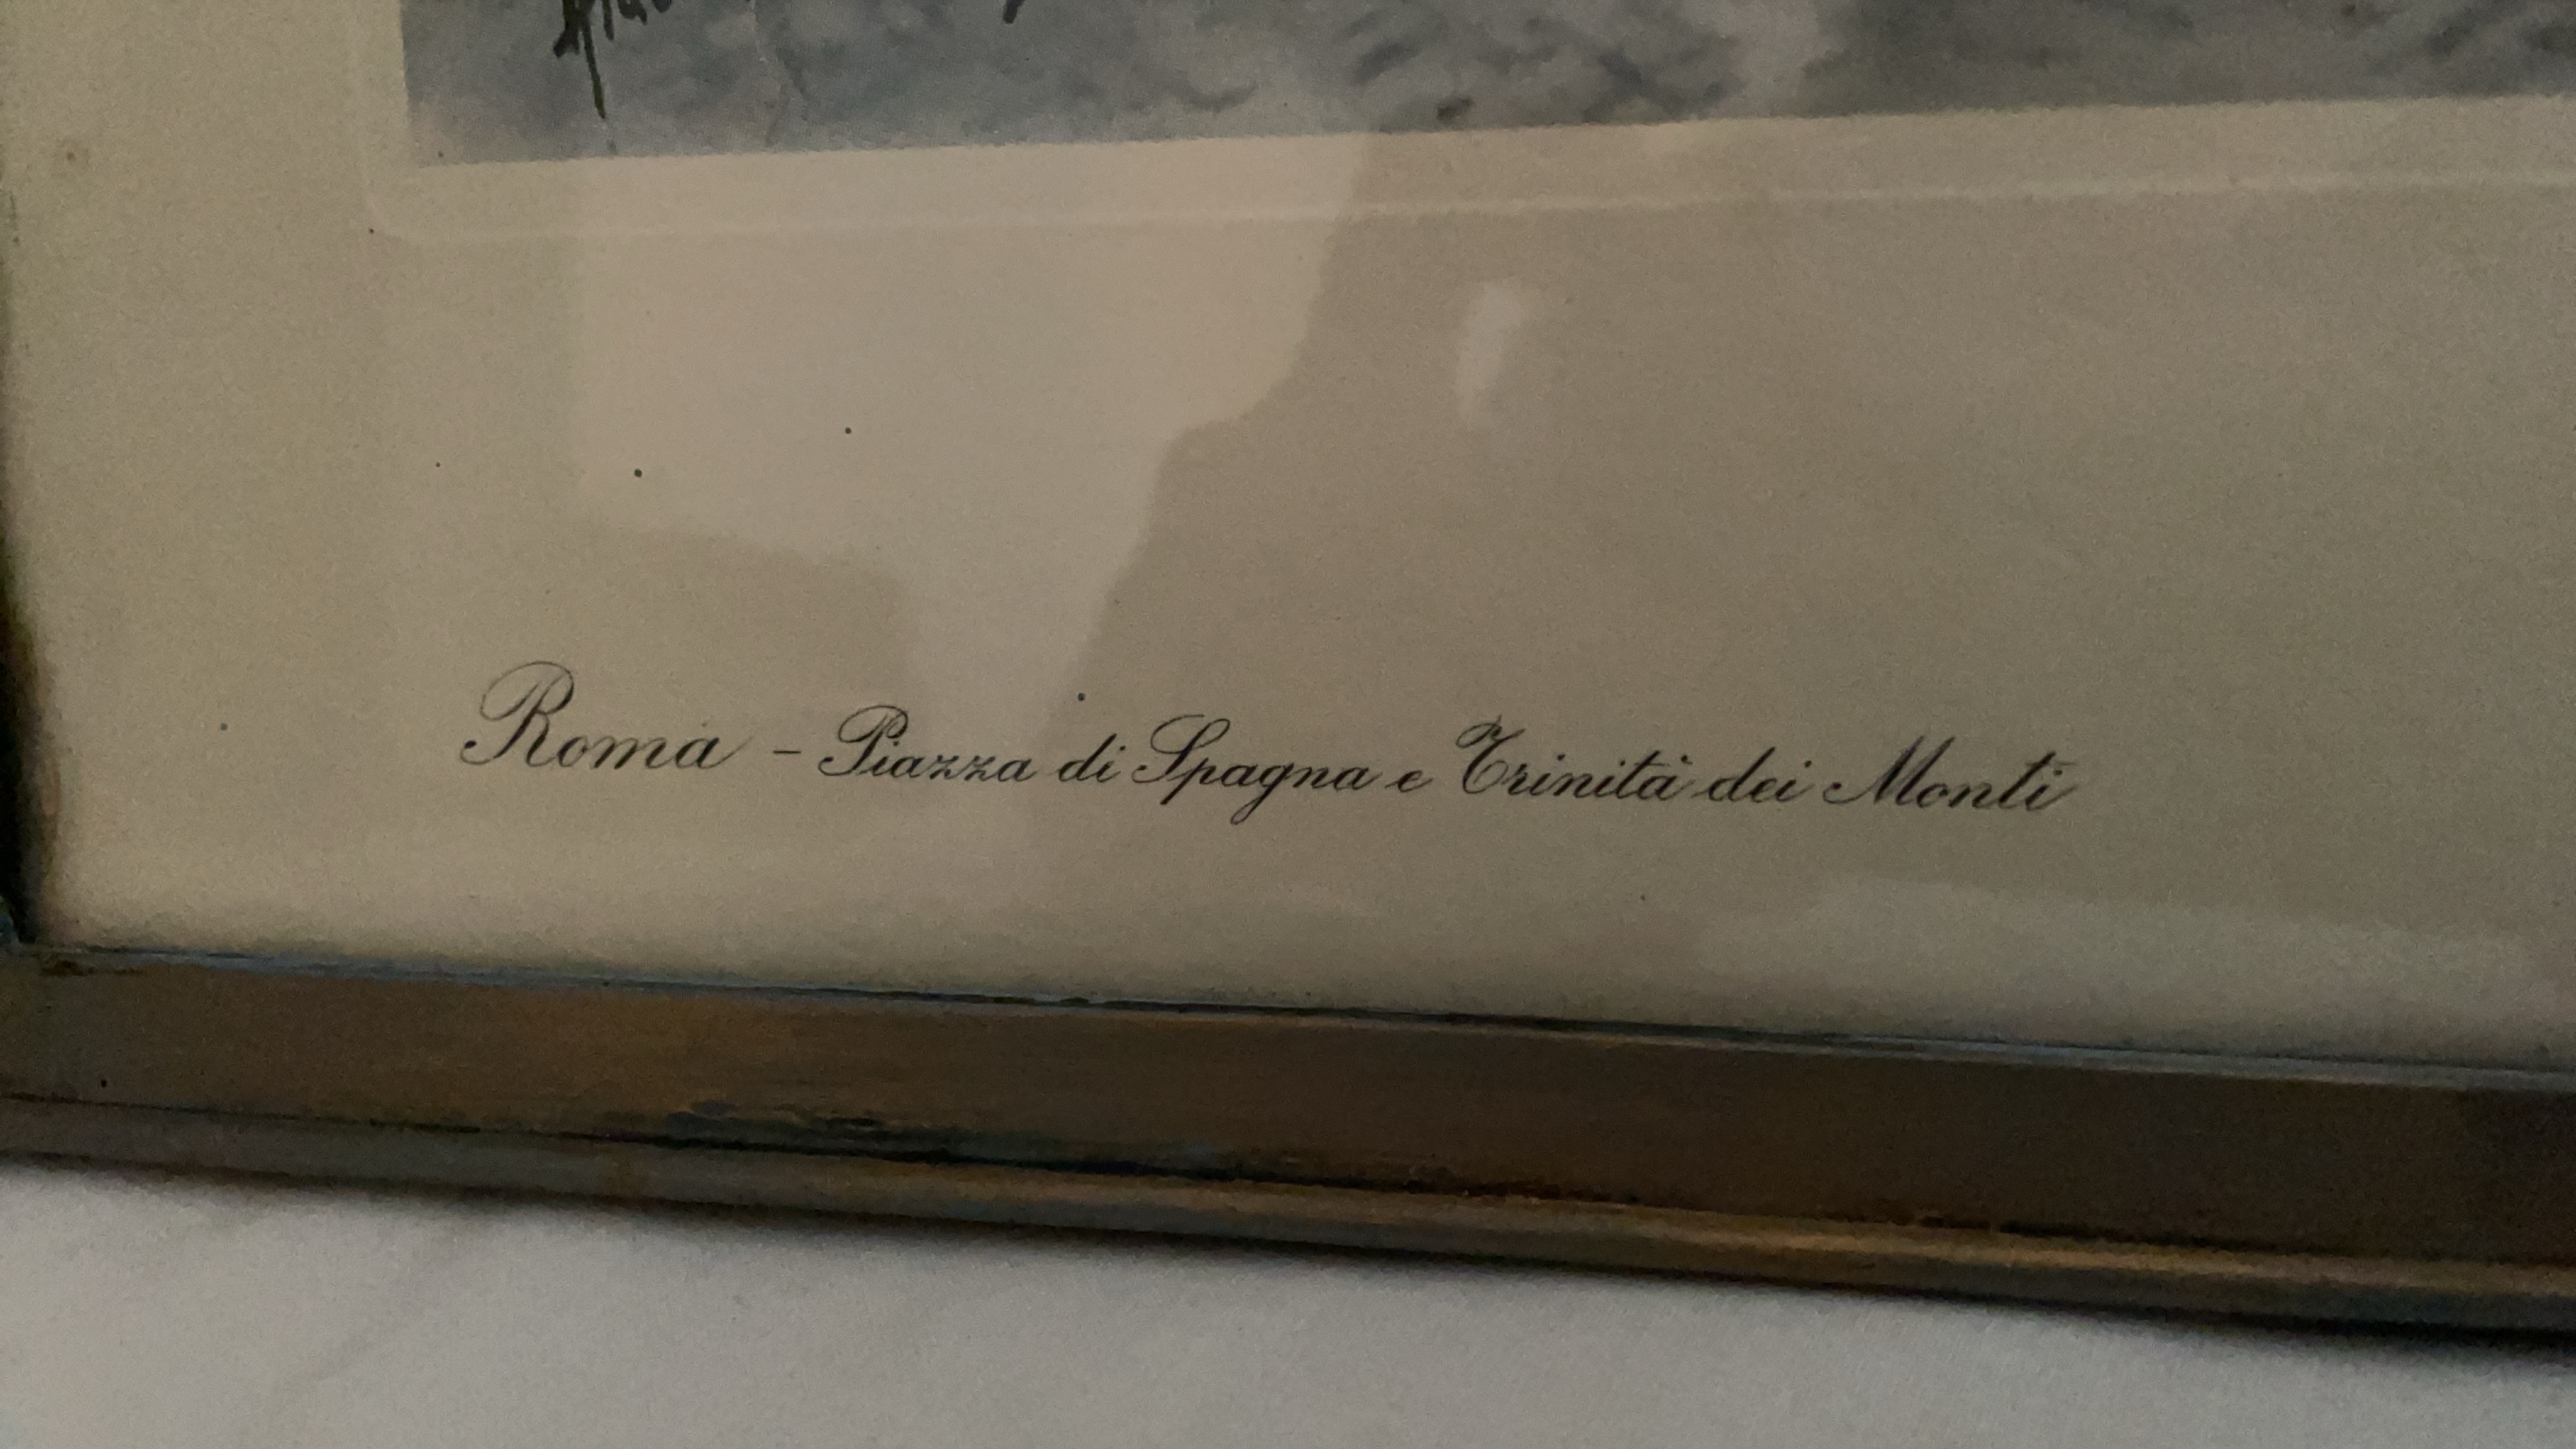 Roma - Piazza di Spagna e Trinità dei Monti